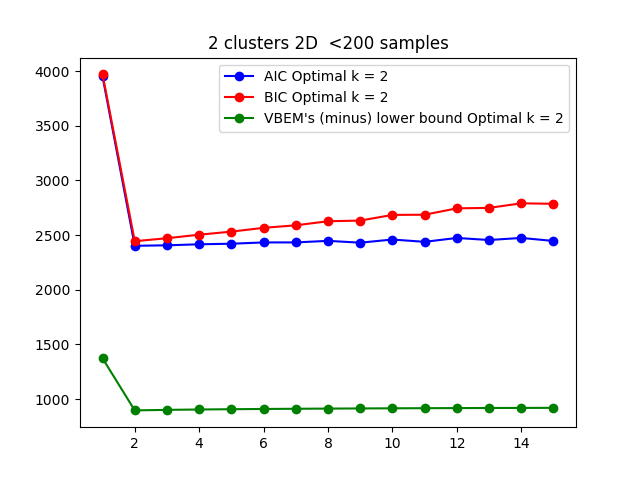 2 clusters 2D  <200 samples
AIC Optimal k = 2
BIC Optimal k = 2
VBEM's (minus) lower bound Optimal k = 2
4000
3500
3000
2500
2000
1500
1000
2 4 6 8 10 12 14